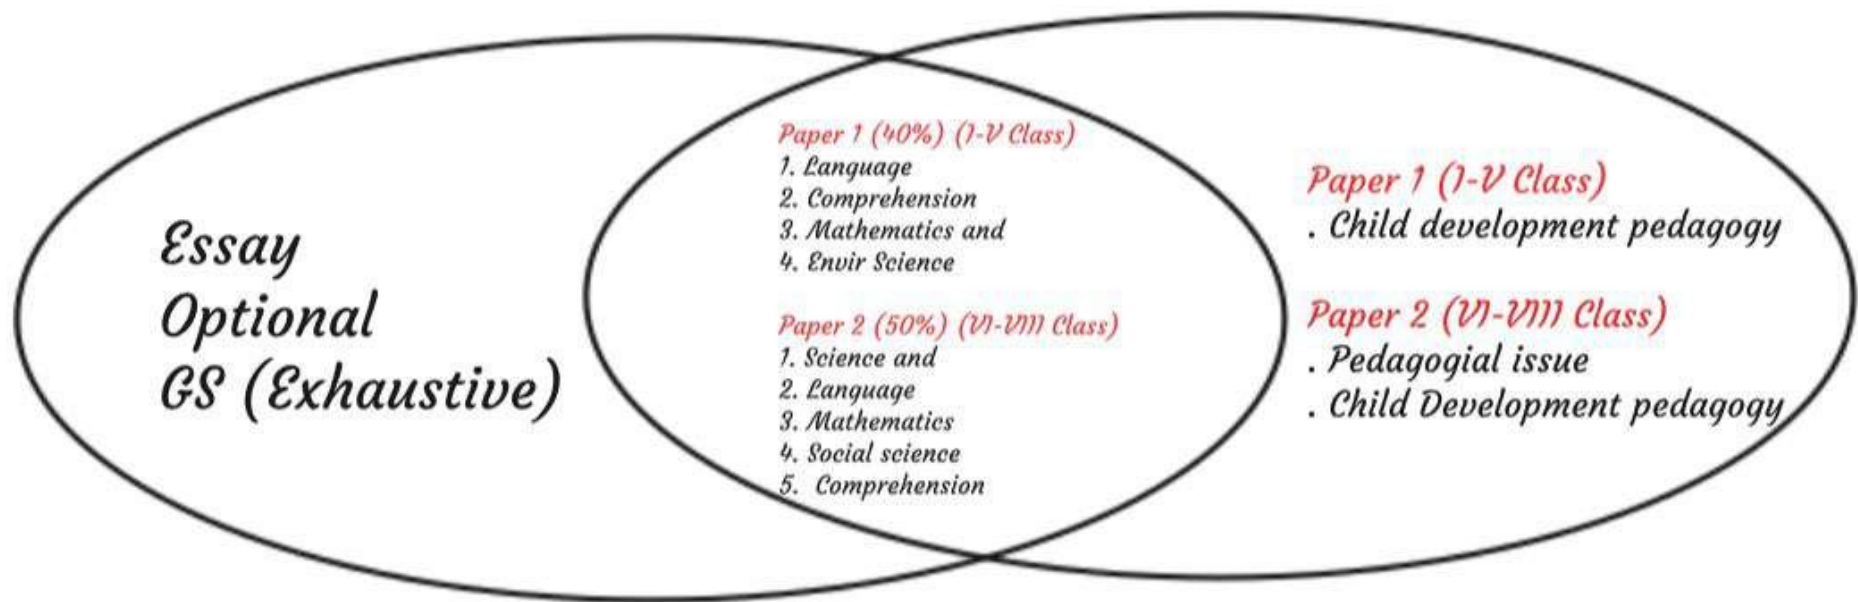 Essay
Optional
GS (Exhaustive)
Paper 1 (40%) (I-V Class)
1. Language
2. Comprehension
3. Mathematics and
4. Envir Science
Paper 2 (50%) (VI-VIII Class)
1. Science and
2. Language
3. Mathematics
4. Social science
5. Comprehension
Paper 1 (I-V Class)
. Child development pedagogy
Paper 2 (VI-VIII Class)
. Pedagogial issue
. Child Development pedagogy